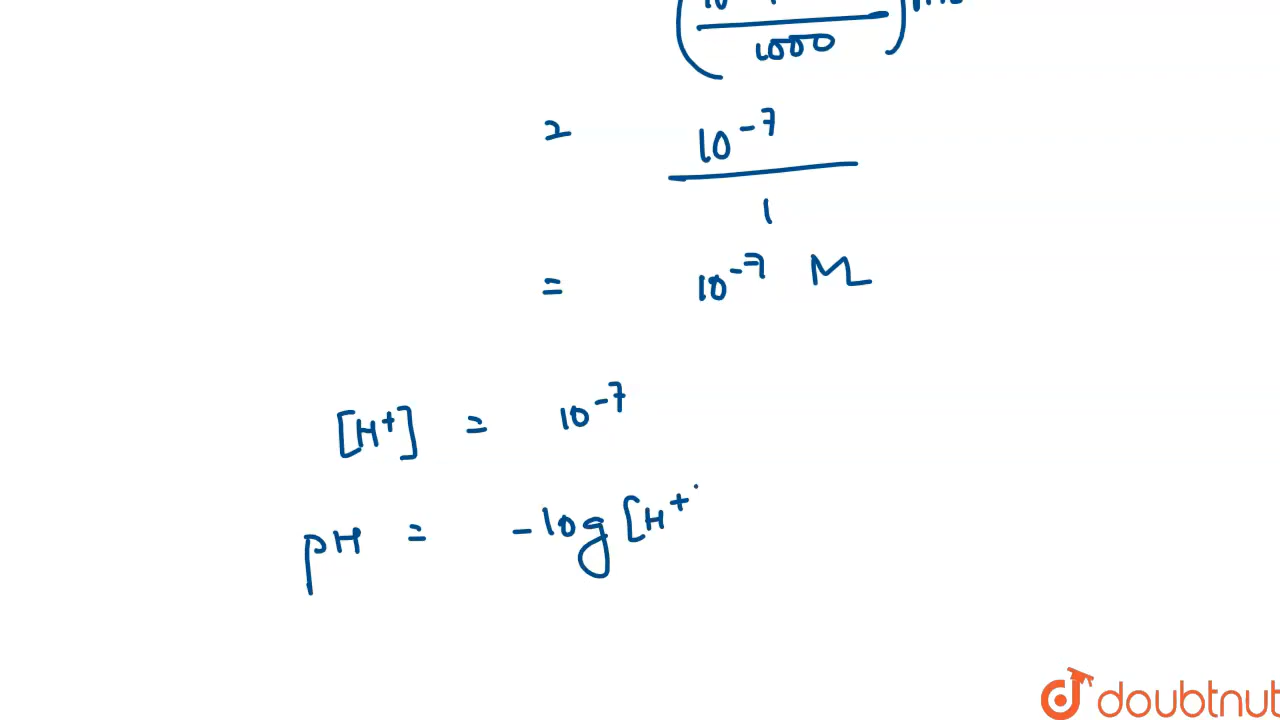 1000
= 10⁻⁷
1
= 10⁻⁷ M
[H⁺] = 10⁻⁷
pH = -log [H⁺
doubtnut